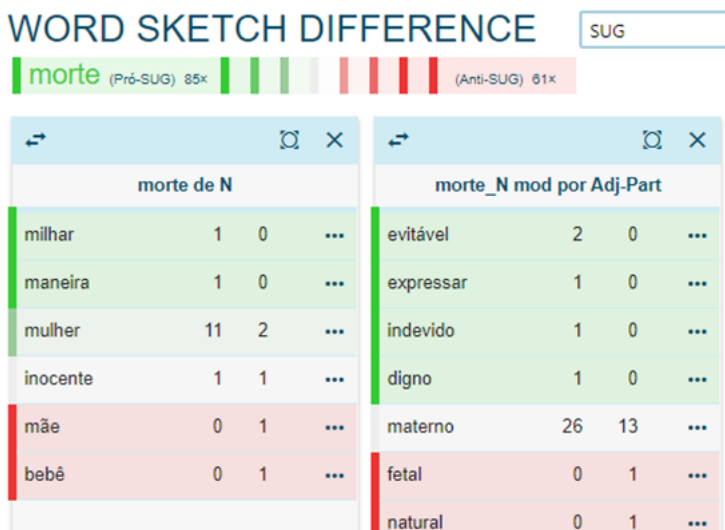 WORD SKETCH DIFFERENCE
SUG
morte (Pró-SUG) 85× (Anti-SUG) 61×
morte de N
milhar 1 0
maneira 1 0
mulher 11 2
inocente 1 1
mãe 0 1
bebê 0 1
morte_N mod por Adj-Part
evitável 2 0
expressar 1 0
indevido 1 0
digno 1 0
materno 26 13
fetal 0 1
natural 0 1